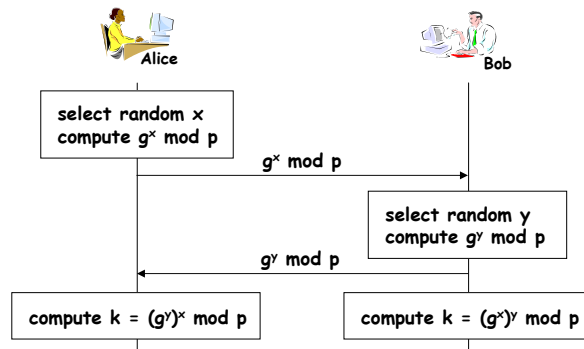 Alice
Bob
select random x
compute gˣ mod p
gˣ mod p
select random y
compute gʸ mod p
gʸ mod p
compute k = (gʸ)ˣ mod p
compute k = (gˣ)ʸ mod p